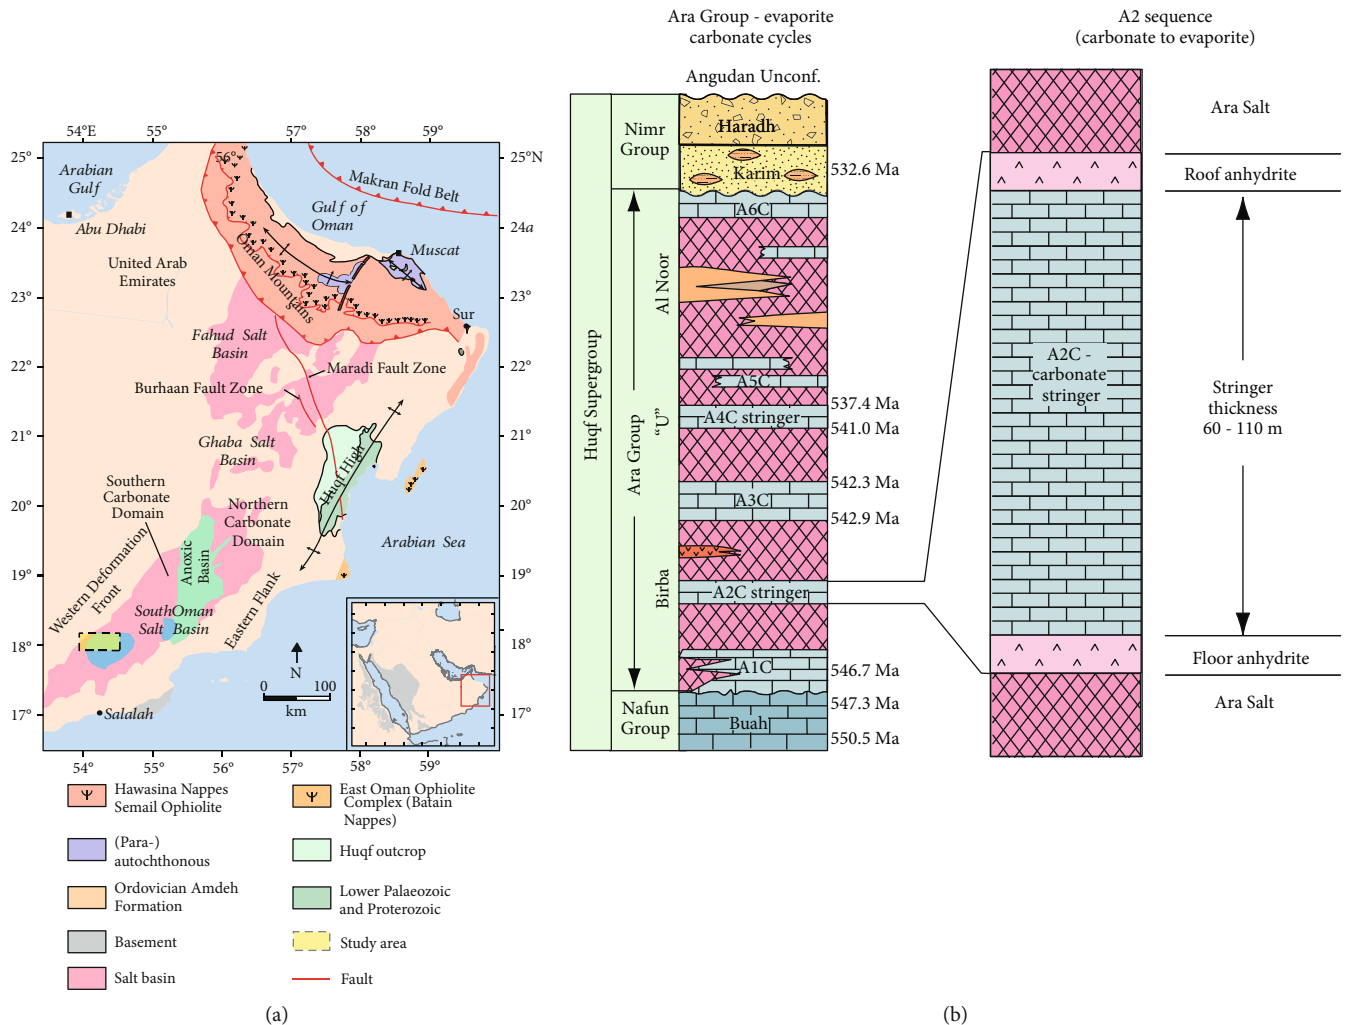 54°E
55°
57°
58°
59°
25°
24°
23°
22°
21°
20°
19°
18°
17°
56°
25°N
24a
23°
22°
21°
20°
19°
18°
17°
54°
55°
56°
57°
58°
59°
Arabian
Gulf
Abu Dhabi
United Arab
Emirates
Makran Fold Belt
Gulf of
Oman
Muscat
Oman Mountains
Sur
Fahud Salt
Basin
Maradi Fault Zone
Burhaan Fault Zone
Ghaba Salt
Basin
Huqf High
Southern
Carbonate
Domain
Northern
Carbonate
Domain
Anoxic
Basin
Arabian Sea
Western Deformation
Front
South Oman
Salt Basin
Eastern Flank
N
0 100
km
Salalah
Hawasina Nappes
Semail Ophiolite
(Para-)
autochthonous
Ordovician Amdeh
Formation
Basement
Salt basin
East Oman Ophiolite
Complex (Batain
Nappes)
Huqf outcrop
Lower Palaeozoic
and Proterozoic
Study area
Fault
(a)
Ara Group - evaporite
carbonate cycles
Angudan Unconf.
Huqf Supergroup
Nimr
Group
Ara Group
Nafun
Group
Al Noor
"U"
Birba
Haradh
Karim
A6C
A5C
A4C stringer
A3C
A2C stringer
A1C
Buah
532.6 Ma
537.4 Ma
541.0 Ma
542.3 Ma
542.9 Ma
546.7 Ma
547.3 Ma
550.5 Ma
A2 sequence
(carbonate to evaporite)
A2C -
carbonate
stringer
Ara Salt
Roof anhydrite
Stringer
thickness
60 - 110 m
Floor anhydrite
Ara Salt
(b)